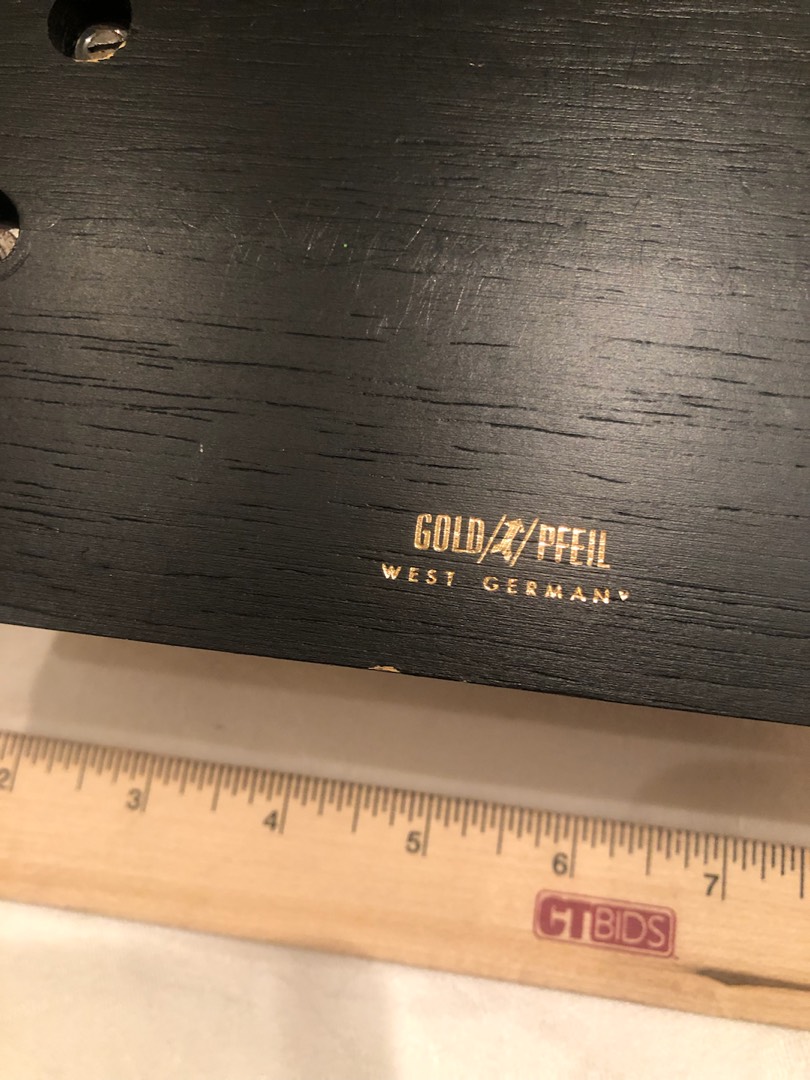 GOLD PFEIL
WEST GERMANY
2 3 4 5 6 7
CTBIDS